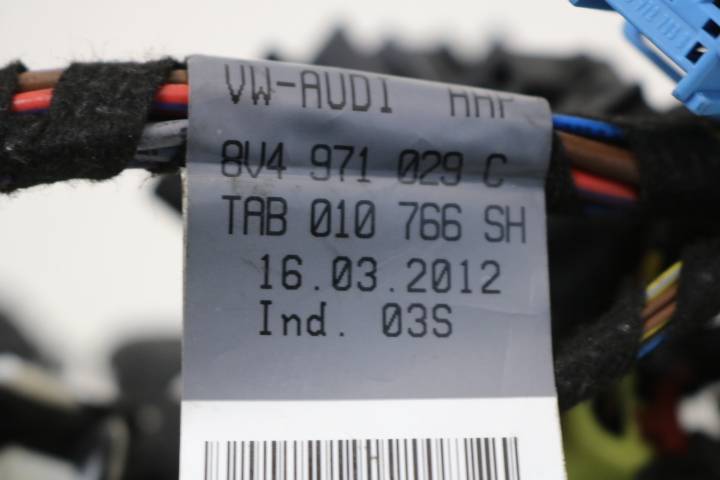 VW-AUDI
8V4 971 029 C
TAB 010 766 SH
16.03.2012
Ind. 03S